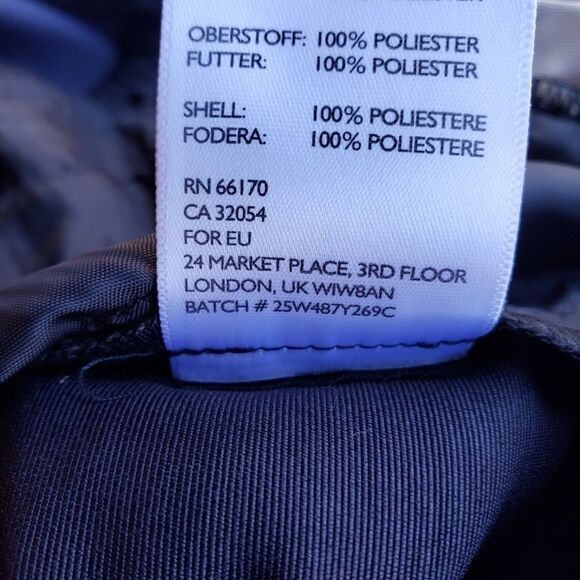 OBERSTOFF: 100% POLIESTER
FUTTER: 100% POLIESTER
SHELL: 100% POLIESTERE
FODERA: 100% POLIESTERE
RN 66170
CA 32054
FOR EU
24 MARKET PLACE, 3RD FLOOR
LONDON, UK WIW8AN
BATCH # 25W487Y269C